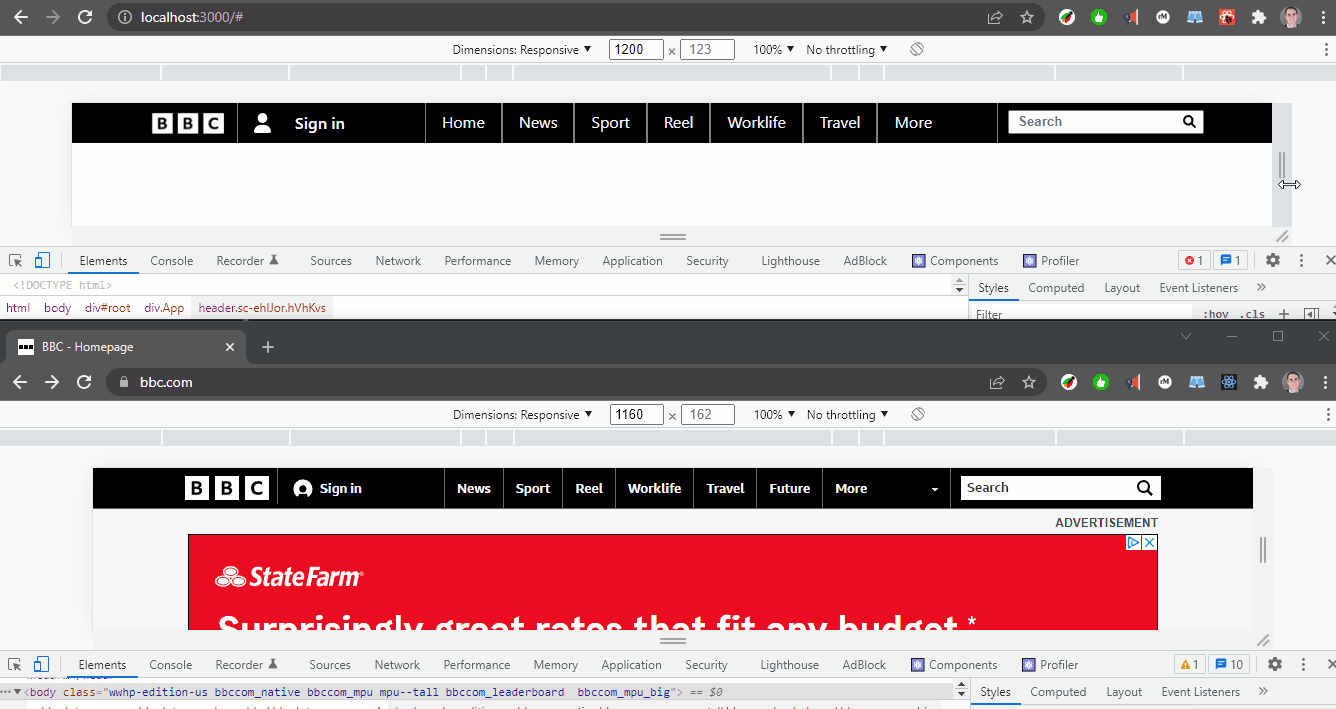 localhost:3000/#
Dimensions: Responsive ▼ 1200 × 123 100% ▼ No throttling ▼
B B C Sign in Home News Sport Reel Worklife Travel More Search
Elements Console Recorder Sources Network Performance Memory Application Security Lighthouse AdBlock Components Profiler 1 1
<!DOCTYPE html>
Styles Computed Layout Event Listeners »
html body div#root div.App header.sc-ehIJor.hVhKvs
Filter :hov .cls +
BBC - Homepage × +
bbc.com
Dimensions: Responsive ▼ 1160 × 162 100% ▼ No throttling ▼
B B C Sign in News Sport Reel Worklife Travel Future More Search
ADVERTISEMENT
StateFarm
Surprisingly great rates that fit any budget.*
Elements Console Recorder Sources Network Performance Memory Application Security Lighthouse AdBlock Components Profiler 1 10
<body class="wwhp-edition-us bbccom_native bbccom_mpu mpu--tall bbccom_leaderboard bbccom_mpu_big"> == $0
Styles Computed Layout Event Listeners »